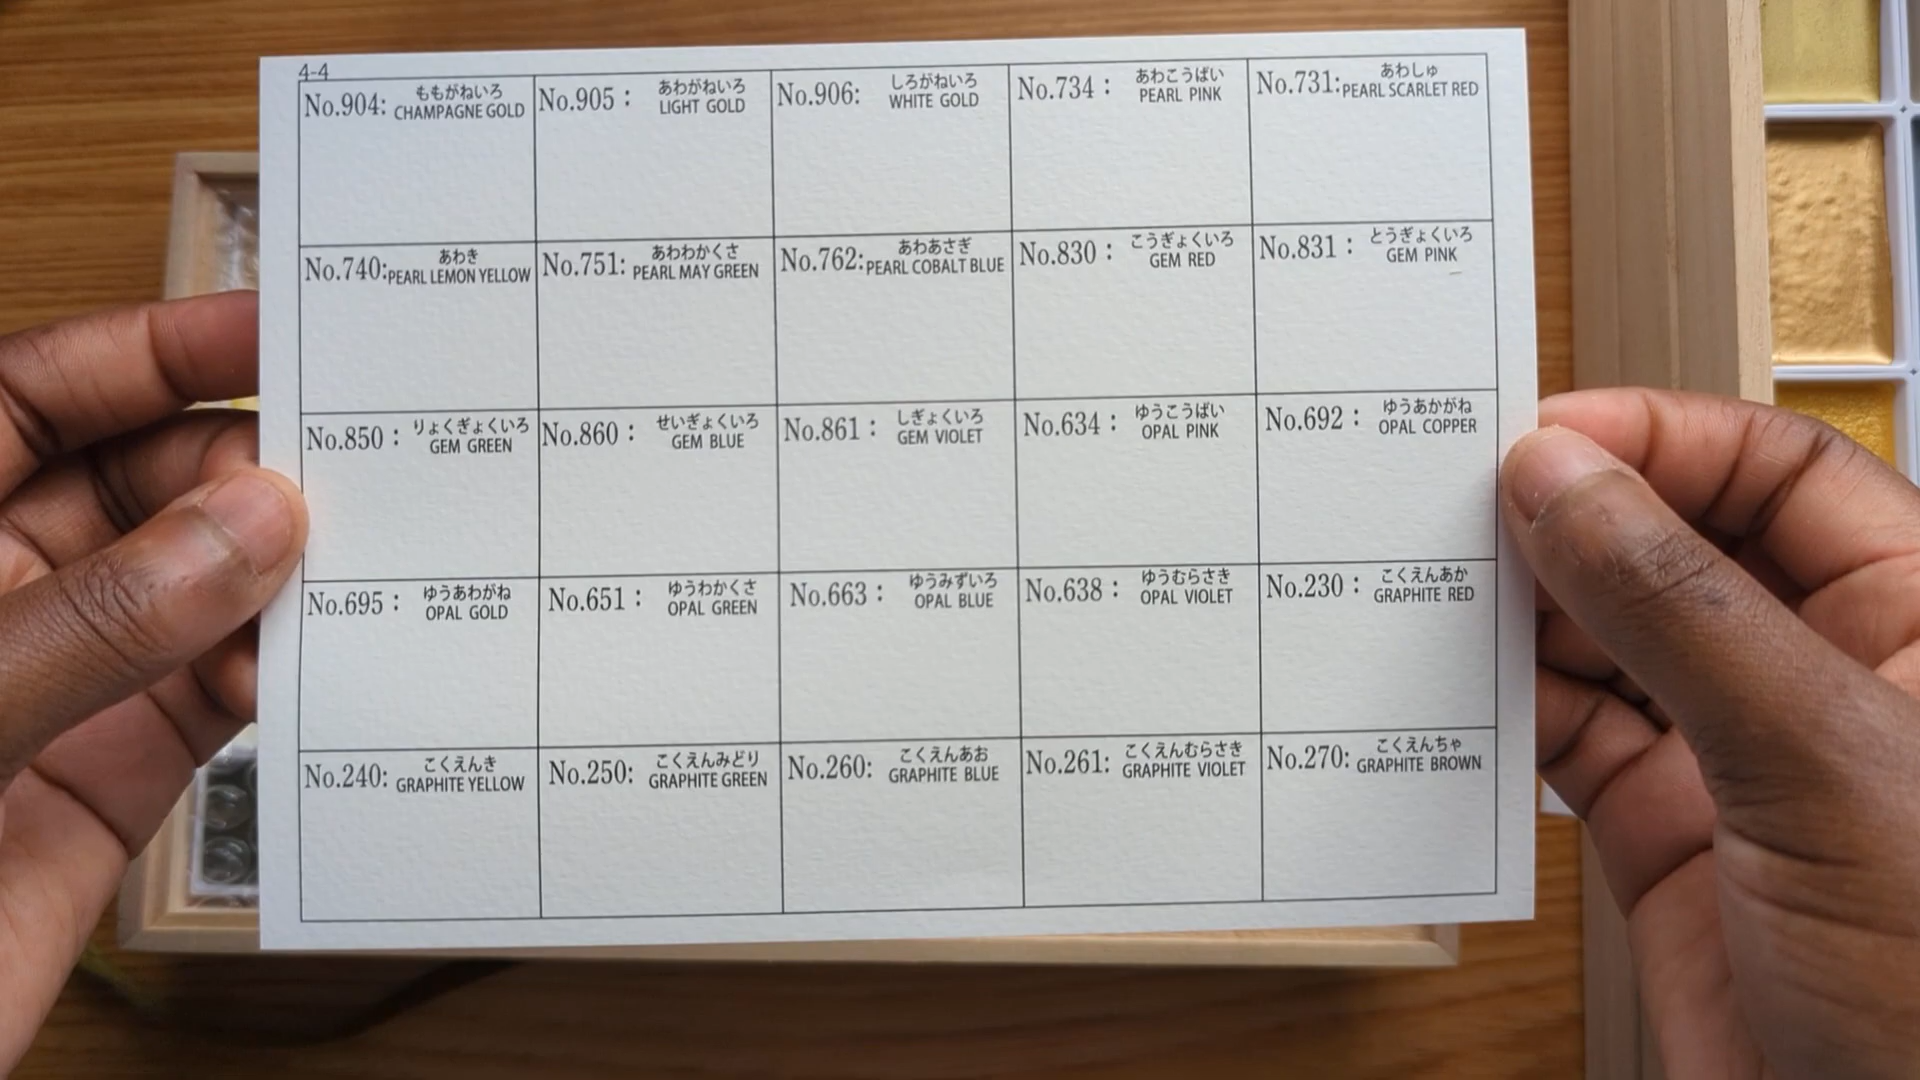 4-4
No.904: ももがねいろ
CHAMPAGNE GOLD
No.905: あわがねいろ
LIGHT GOLD
No.906: しろがねいろ
WHITE GOLD
No.734: あわこうばい
PEARL PINK
No.731: あわしゅ
PEARL SCARLET RED
No.740: あわき
PEARL LEMON YELLOW
No.751: あわわかくさ
PEARL MAY GREEN
No.762: あわあさぎ
PEARL COBALT BLUE
No.830: こうぎょくいろ
GEM RED
No.831: とうぎょくいろ
GEM PINK
No.850: りょくぎょくいろ
GEM GREEN
No.860: せいぎょくいろ
GEM BLUE
No.861: しぎょくいろ
GEM VIOLET
No.634: ゆうこうばい
OPAL PINK
No.692: ゆうあかがね
OPAL COPPER
No.695: ゆうあわがね
OPAL GOLD
No.651: ゆうわかくさ
OPAL GREEN
No.663: ゆうみずいろ
OPAL BLUE
No.638: ゆうむらさき
OPAL VIOLET
No.230: こくえんあか
GRAPHITE RED
No.240: こくえんき
GRAPHITE YELLOW
No.250: こくえんみどり
GRAPHITE GREEN
No.260: こくえんあお
GRAPHITE BLUE
No.261: こくえんむらさき
GRAPHITE VIOLET
No.270: こくえんちゃ
GRAPHITE BROWN